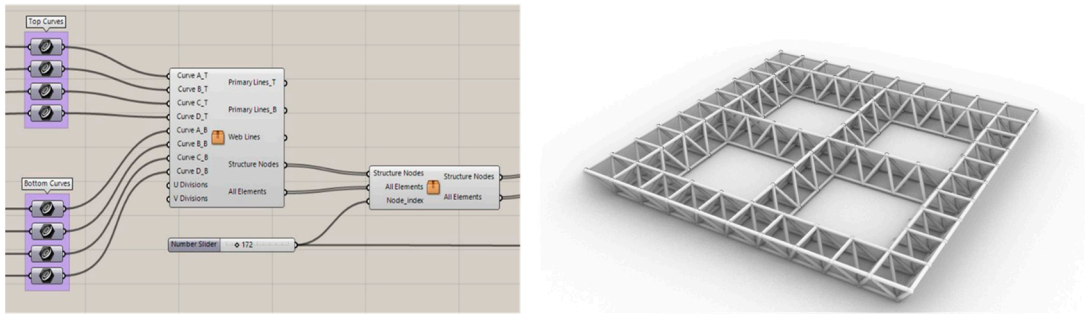 Top Curves
Curve A_T
Curve B_T
Curve C_T
Curve D_T
Curve A_B
Curve B_B
Curve C_B
Curve D_B
U Divisions
V Divisions
Primary Lines_T
Primary Lines_B
Web Lines
Structure Nodes
All Elements
Bottom Curves
Structure Nodes
All Elements
Node_index
Structure Nodes
All Elements
Number Slider
172